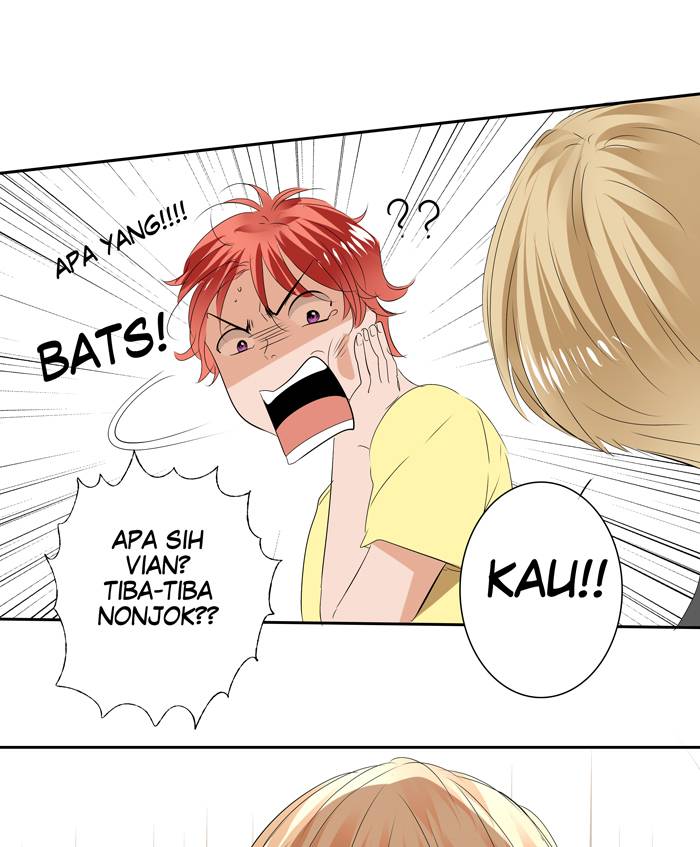 APA YANG!!!!
??
BATS!
APA SIH
VIAN?
TIBA-TIBA
NONJOK??
KAU!!